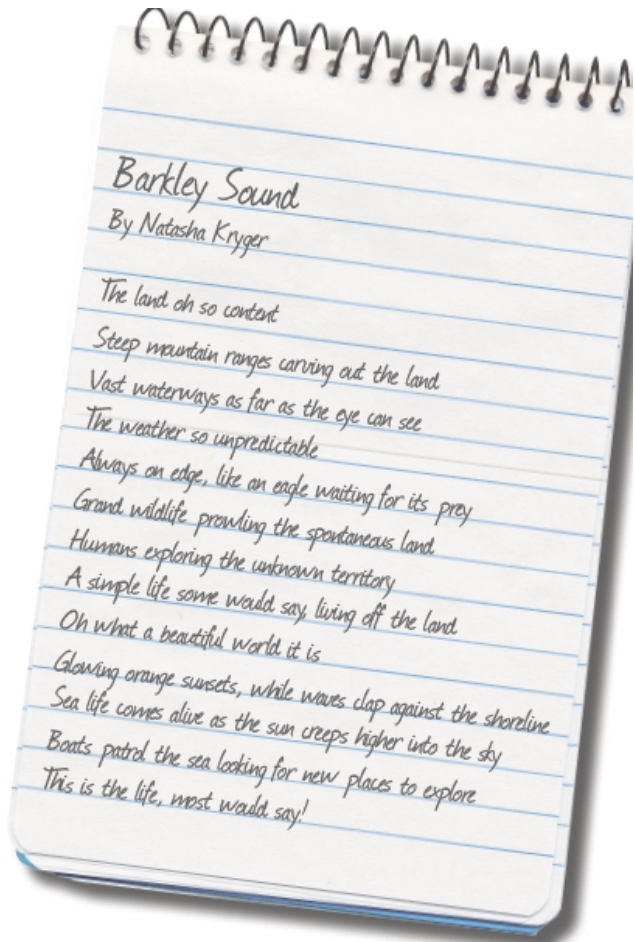 Barkley Sound
By Natasha Kryger
The land oh so content
Steep mountain ranges carving out the land
Vast waterways as far as the eye can see
The weather so unpredictable
Always on edge, like an eagle waiting for its prey
Grand wildlife prowling the spontaneous land
Humans exploring the unknown territory
A simple life some would say, living off the land
Oh what a beautiful world it is
Glowing orange sunsets, while waves clap against the shoreline
Sea life comes alive as the sun creeps higher into the sky
Boats patrol the sea looking for new places to explore
This is the life, most would say!